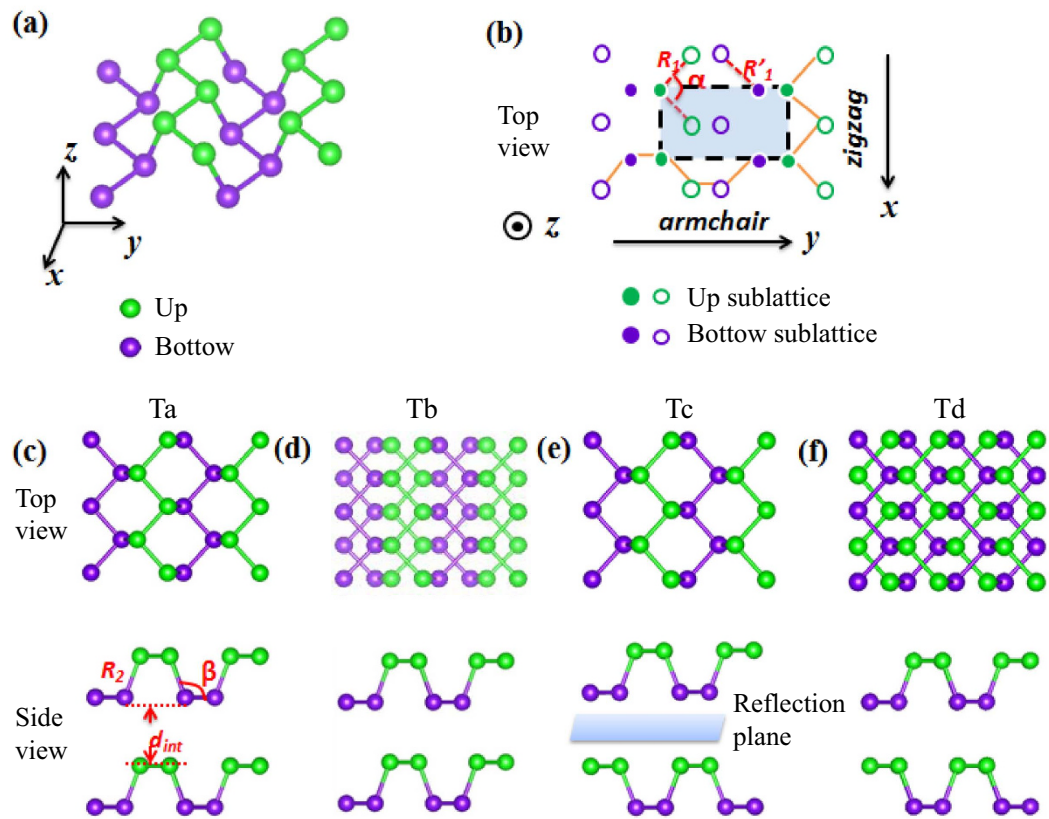 (a)
z
y
x
Up
Bottow
(b)
Top
view
R1
R'1
α
zigzag
x
z
armchair
y
Up sublattice
Bottow sublattice
Ta
Tb
Tc
Td
(c)
(d)
(e)
(f)
Top
view
Side
view
R2
β
dint
Reflection
plane